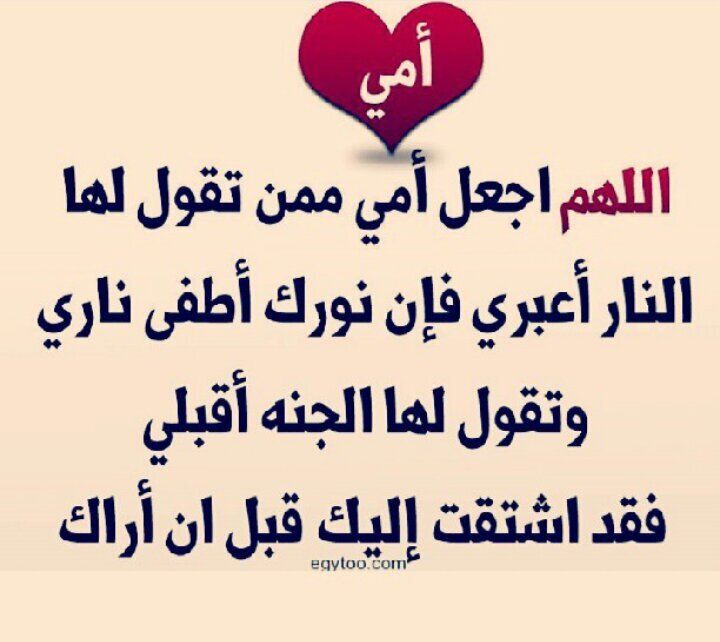 أمي
اللهم اجعل أمي ممن تقول لها
النار أعبري فإن نورك أطفى ناري
وتقول لها الجنه أقبلي
فقد اشتقت إليك قبل ان أراك
egytoo.com